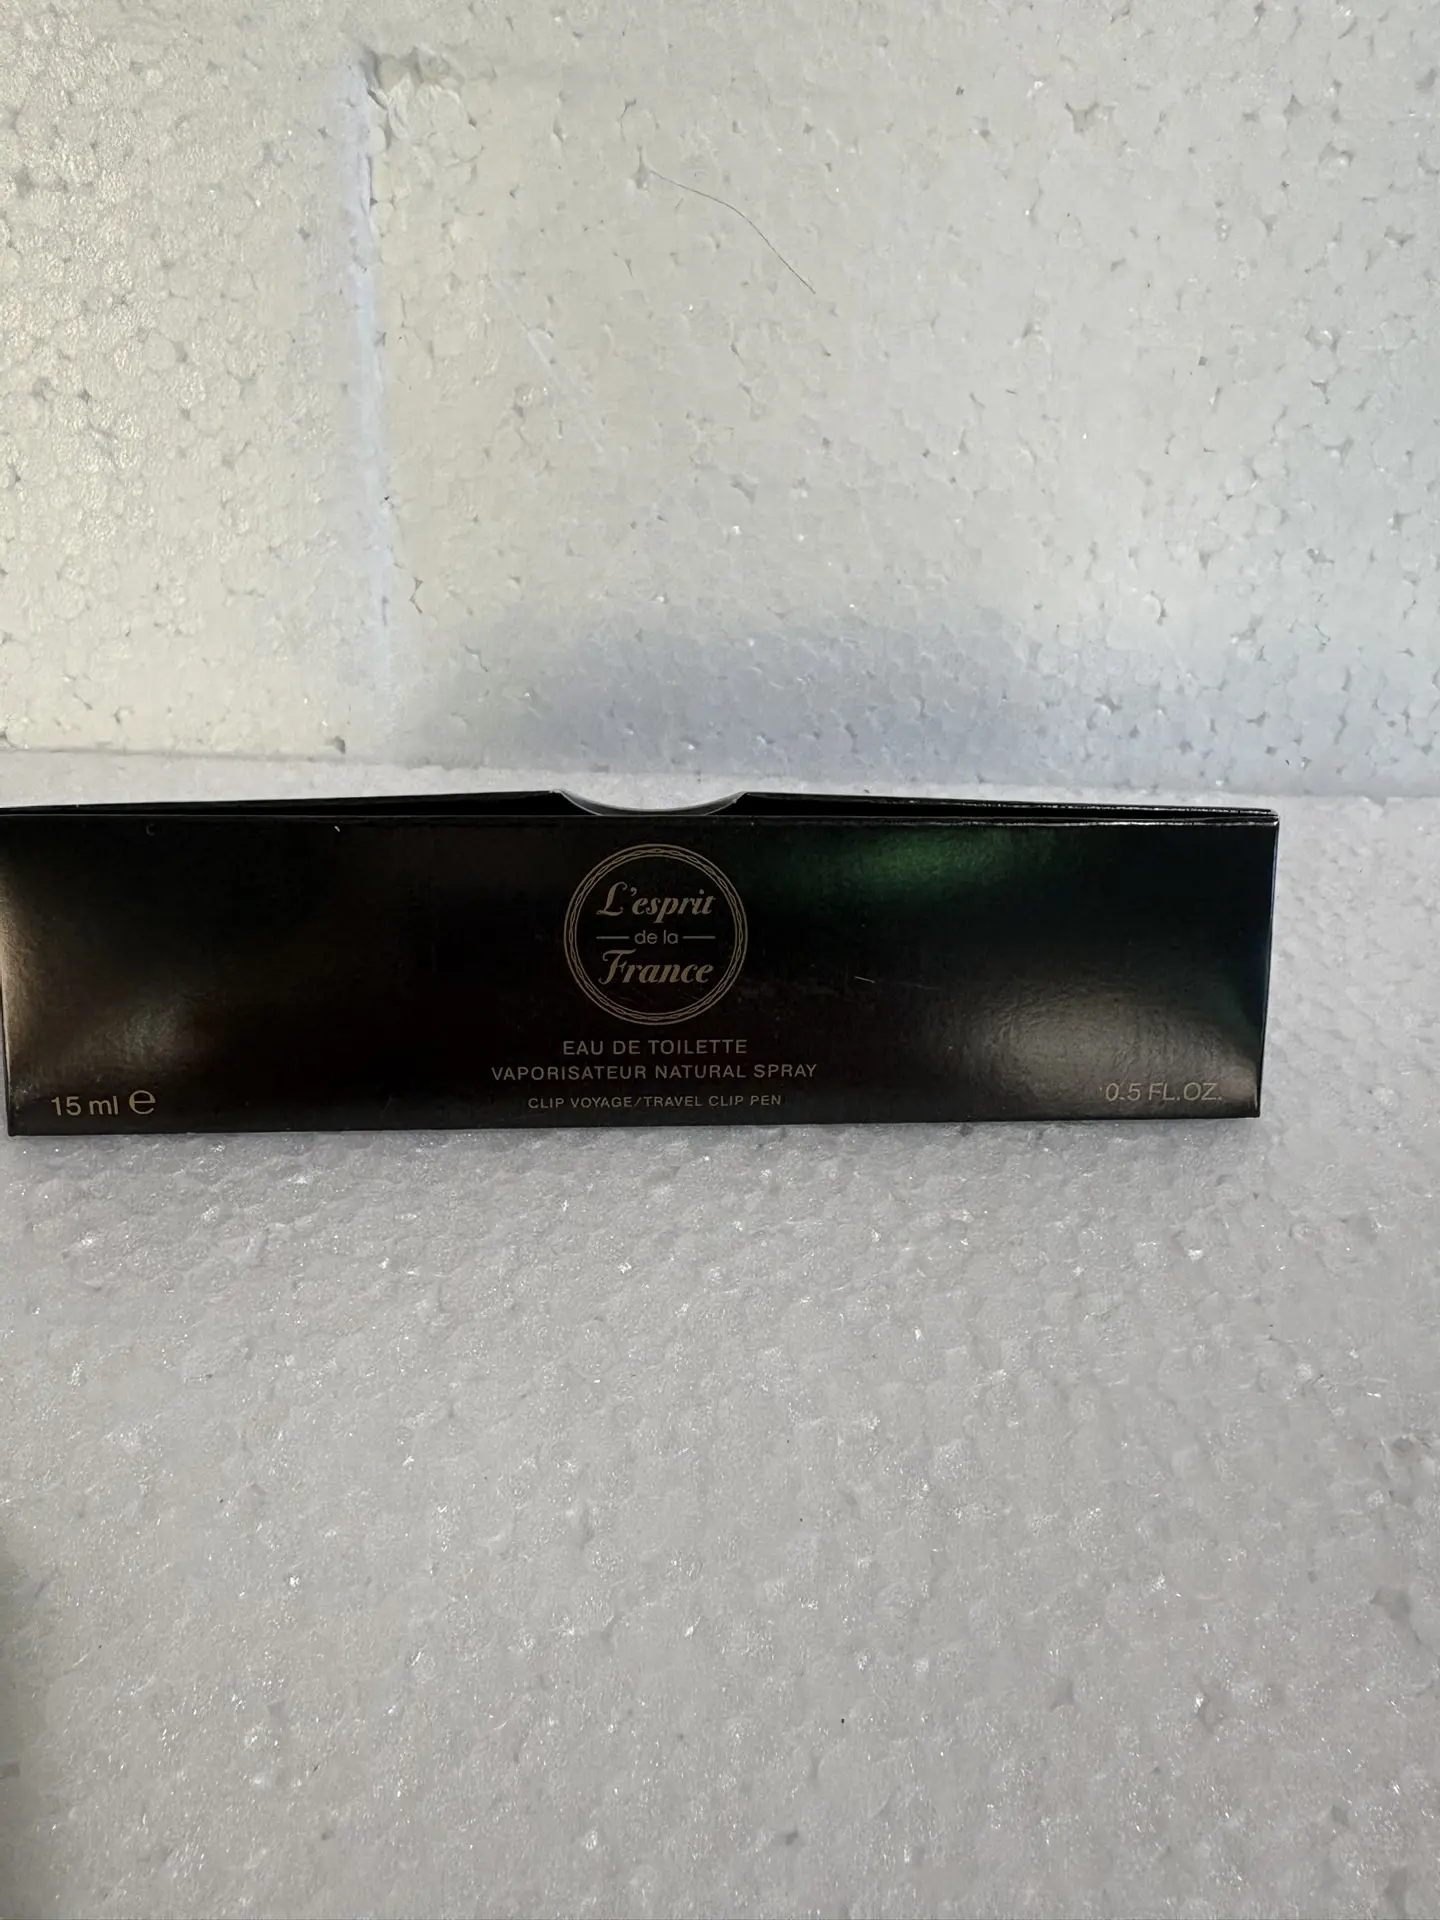 L'esprit
de la
France
EAU DE TOILETTE
VAPORISATEUR NATURAL SPRAY
CLIP VOYAGE/TRAVEL CLIP PEN
15 ml ℮
0.5 FL.OZ.